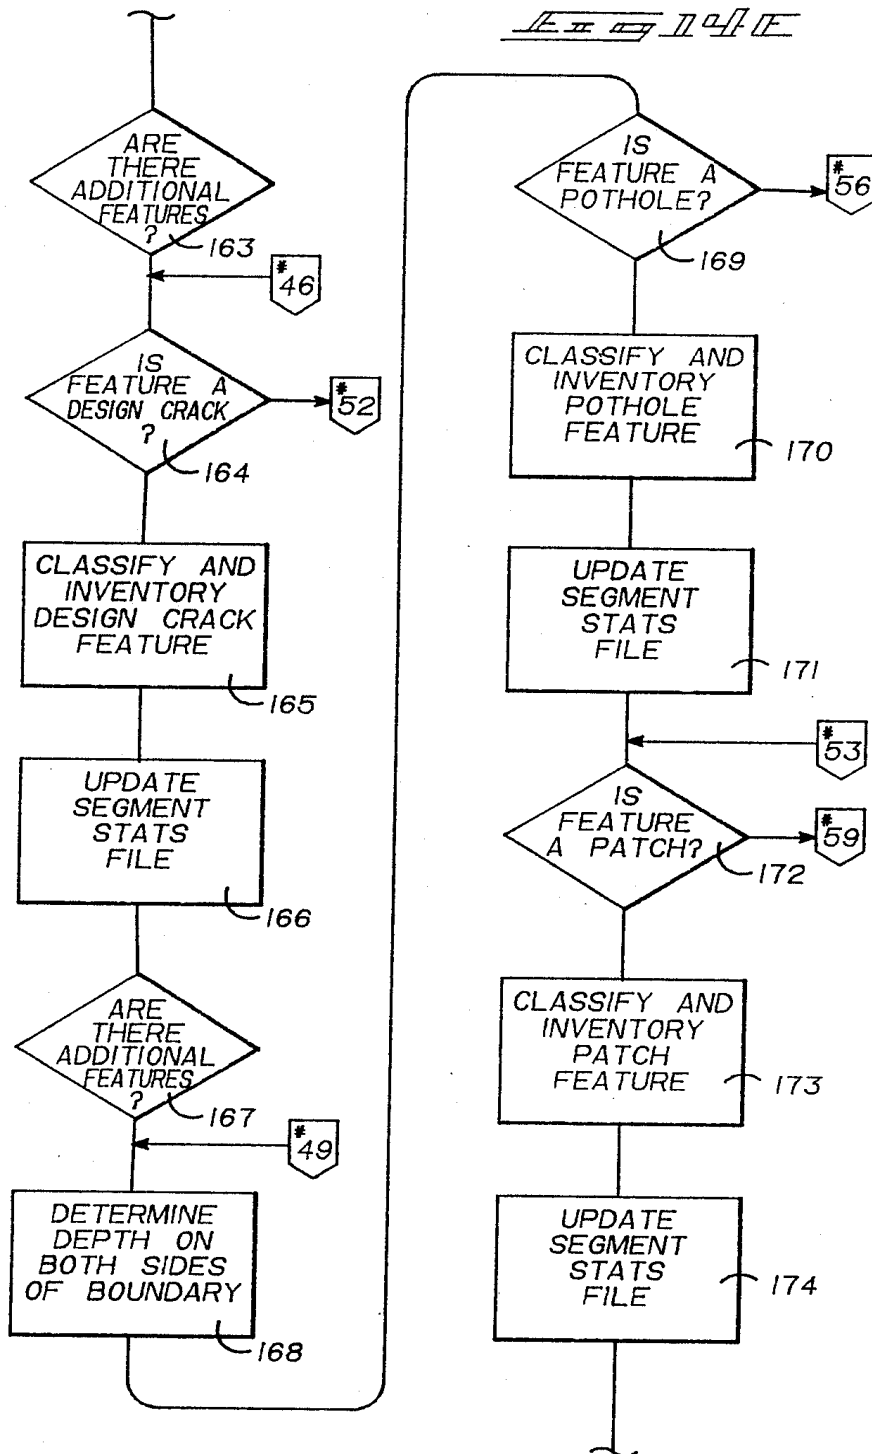 Fig 14E
ARE
THERE
ADDITIONAL
FEATURES
?
163
#
46
IS
FEATURE A
DESIGN CRACK
?
164
#
52
CLASSIFY AND
INVENTORY
DESIGN CRACK
FEATURE
165
UPDATE
SEGMENT
STATS
FILE
166
ARE
THERE
ADDITIONAL
FEATURES
?
167
#
49
DETERMINE
DEPTH ON
BOTH SIDES
OF BOUNDARY
168
IS
FEATURE A
POTHOLE?
169
#
56
CLASSIFY AND
INVENTORY
POTHOLE
FEATURE
170
UPDATE
SEGMENT
STATS
FILE
171
#
53
IS
FEATURE
A PATCH?
172
#
59
CLASSIFY AND
INVENTORY
PATCH
FEATURE
173
UPDATE
SEGMENT
STATS
FILE
174